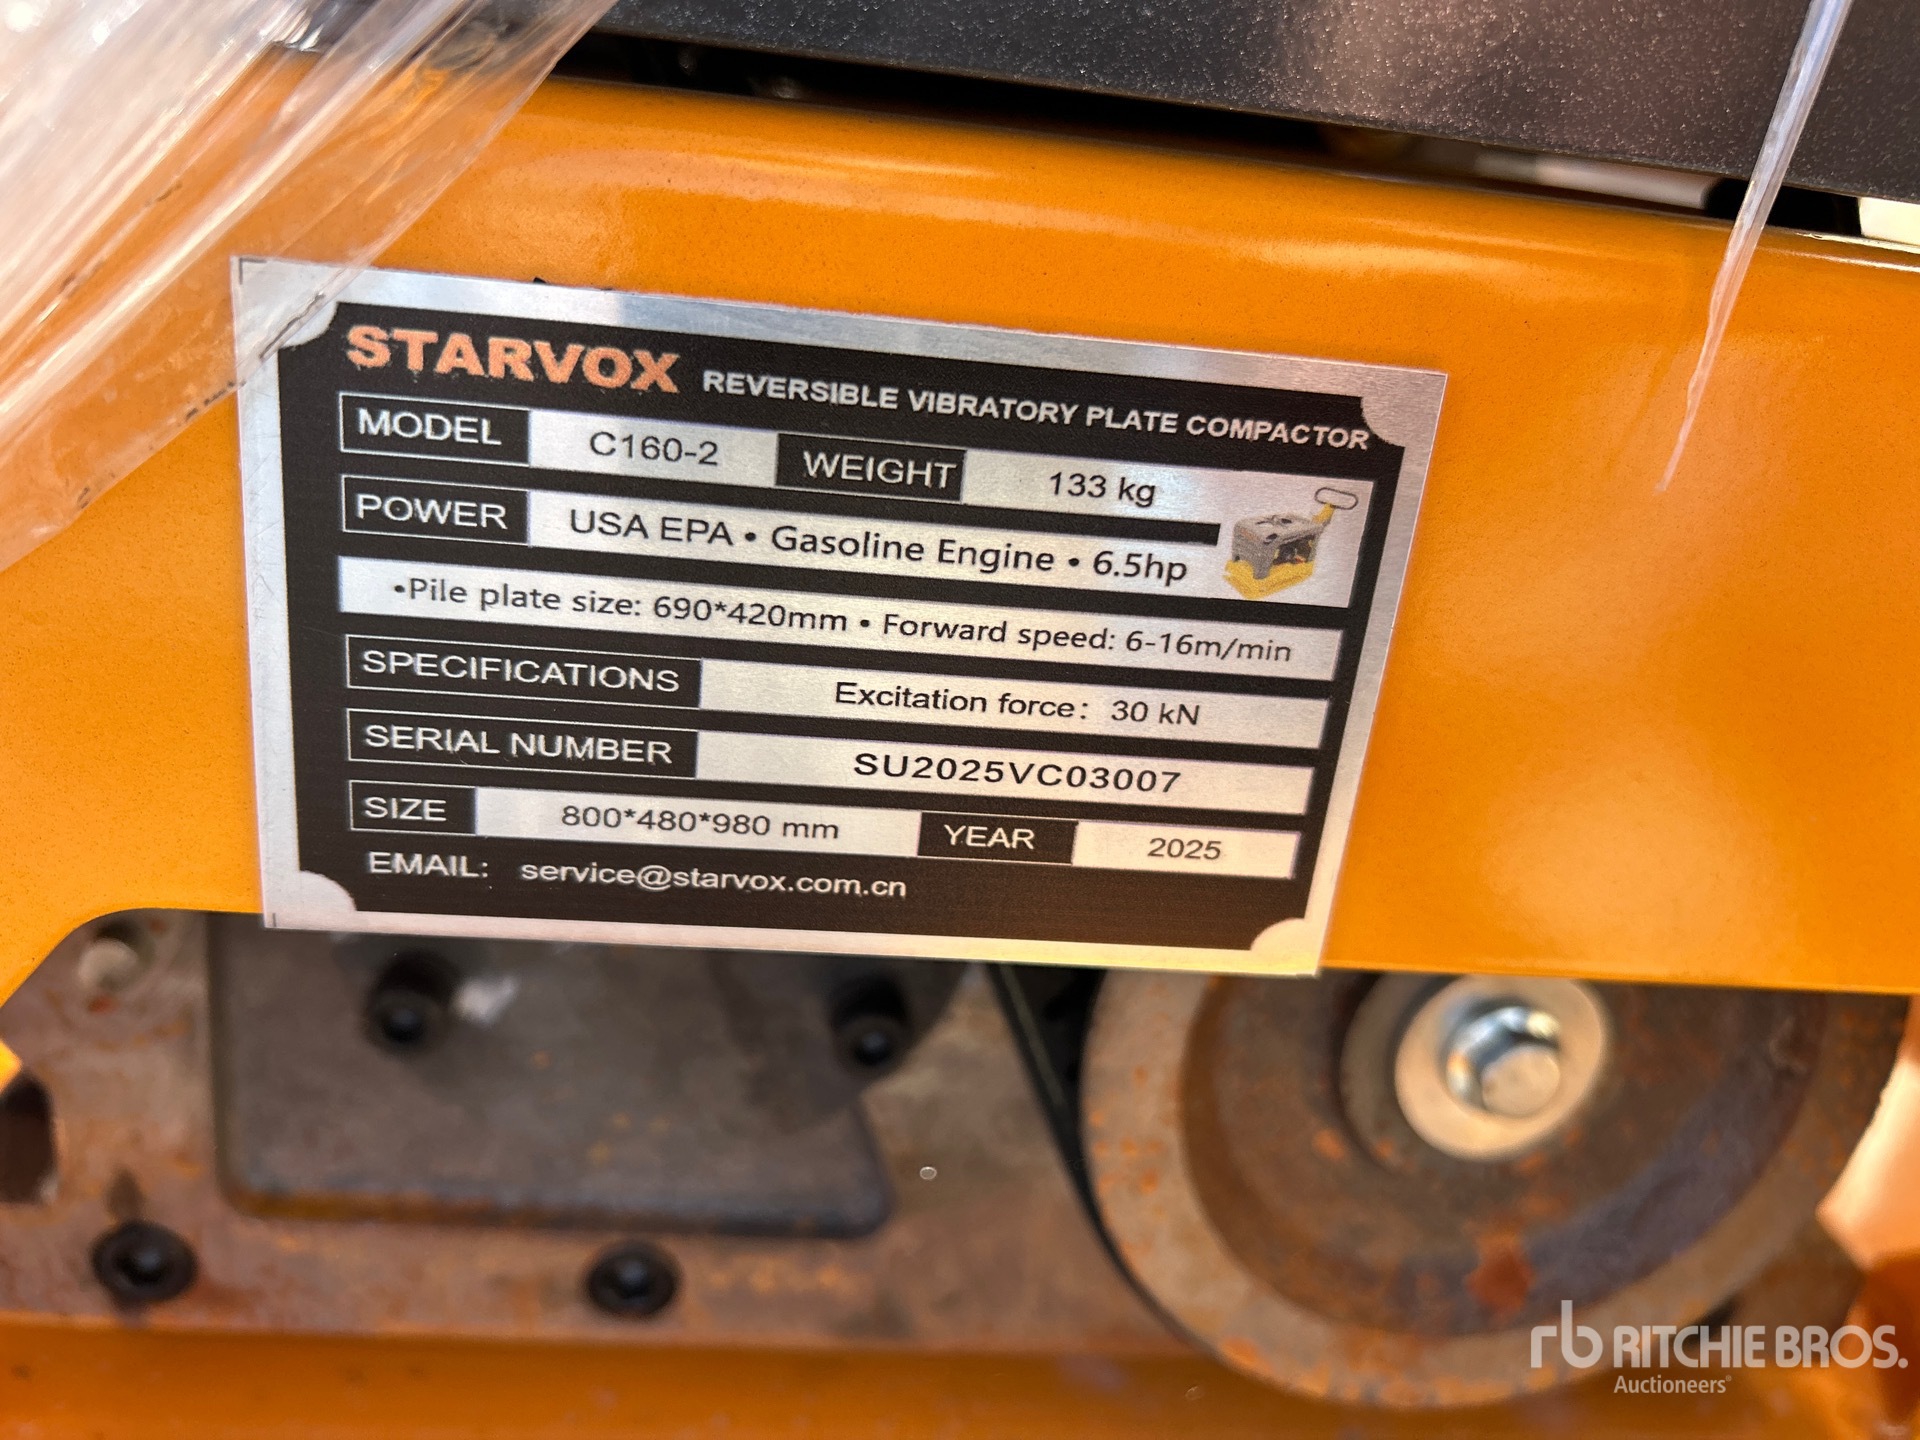 STARVOX REVERSIBLE VIBRATORY PLATE COMPACTOR
MODEL C160-2 WEIGHT 133 kg
POWER USA EPA • Gasoline Engine • 6.5hp
•Pile plate size: 690*420mm • Forward speed: 6-16m/min
SPECIFICATIONS Excitation force: 30 kN
SERIAL NUMBER SU2025VC03007
SIZE 800*480*980 mm YEAR 2025
EMAIL: service@starvox.com.cn
rb RITCHIE BROS.
Auctioneers®